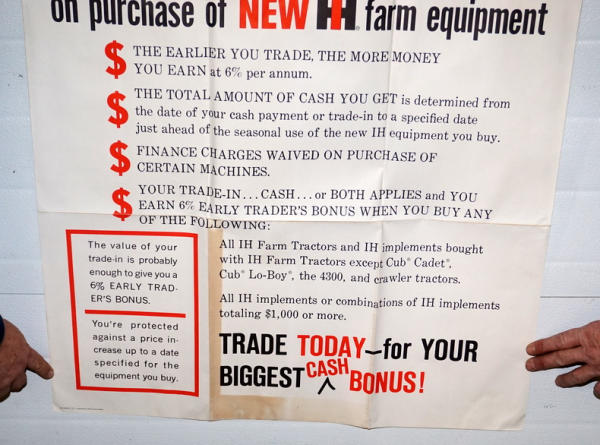 on purchase of NEW IH farm equipment
$ THE EARLIER YOU TRADE, THE MORE MONEY
YOU EARN at 6% per annum.
$ THE TOTAL AMOUNT OF CASH YOU GET is determined from
the date of your cash payment or trade-in to a specified date
just ahead of the seasonal use of the new IH equipment you buy.
$ FINANCE CHARGES WAIVED ON PURCHASE OF
CERTAIN MACHINES.
$ YOUR TRADE-IN...CASH...or BOTH APPLIES and YOU
EARN 6% EARLY TRADER'S BONUS WHEN YOU BUY ANY
OF THE FOLLOWING:
All IH Farm Tractors and IH implements bought
with IH Farm Tractors except Cub® Cadet®,
Cub® Lo-Boy®, the 4300, and crawler tractors.
All IH implements or combinations of IH implements
totaling $1,000 or more.
The value of your
trade-in is probably
enough to give you a
6% EARLY TRAD-
ER'S BONUS.
You're protected
against a price in-
crease up to a date
specified for the
equipment you buy.
TRADE TODAY—for YOUR
BIGGEST CASH BONUS!